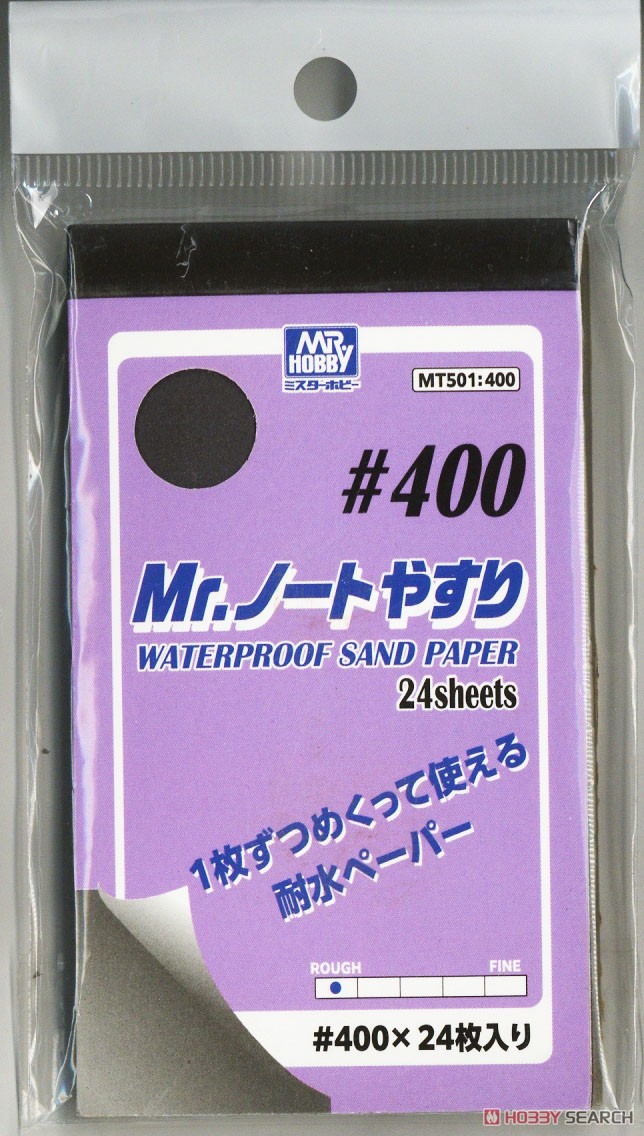 MR. HOBBY
ミスターホビー
MT501:400
#400
Mr.ノートやすり
WATERPROOF SAND PAPER
24sheets
1枚ずつめくって使える
耐水ペーパー
ROUGH FINE
#400×24枚入り
HOBBY SEARCH